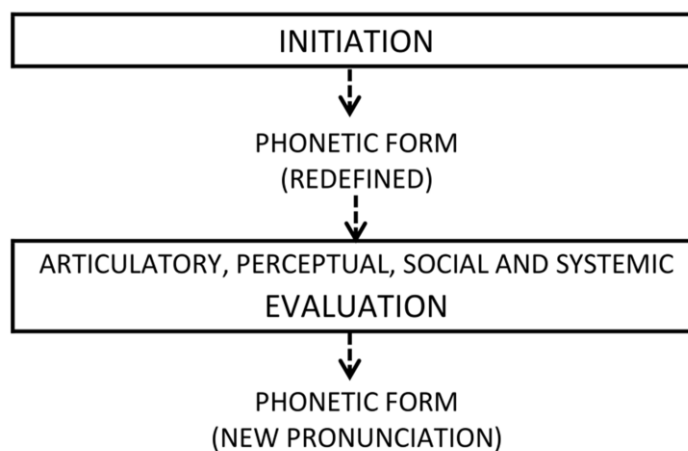 INITIATION
PHONETIC FORM
(REDEFINED)
ARTICULATORY, PERCEPTUAL, SOCIAL AND SYSTEMIC
EVALUATION
PHONETIC FORM
(NEW PRONUNCIATION)